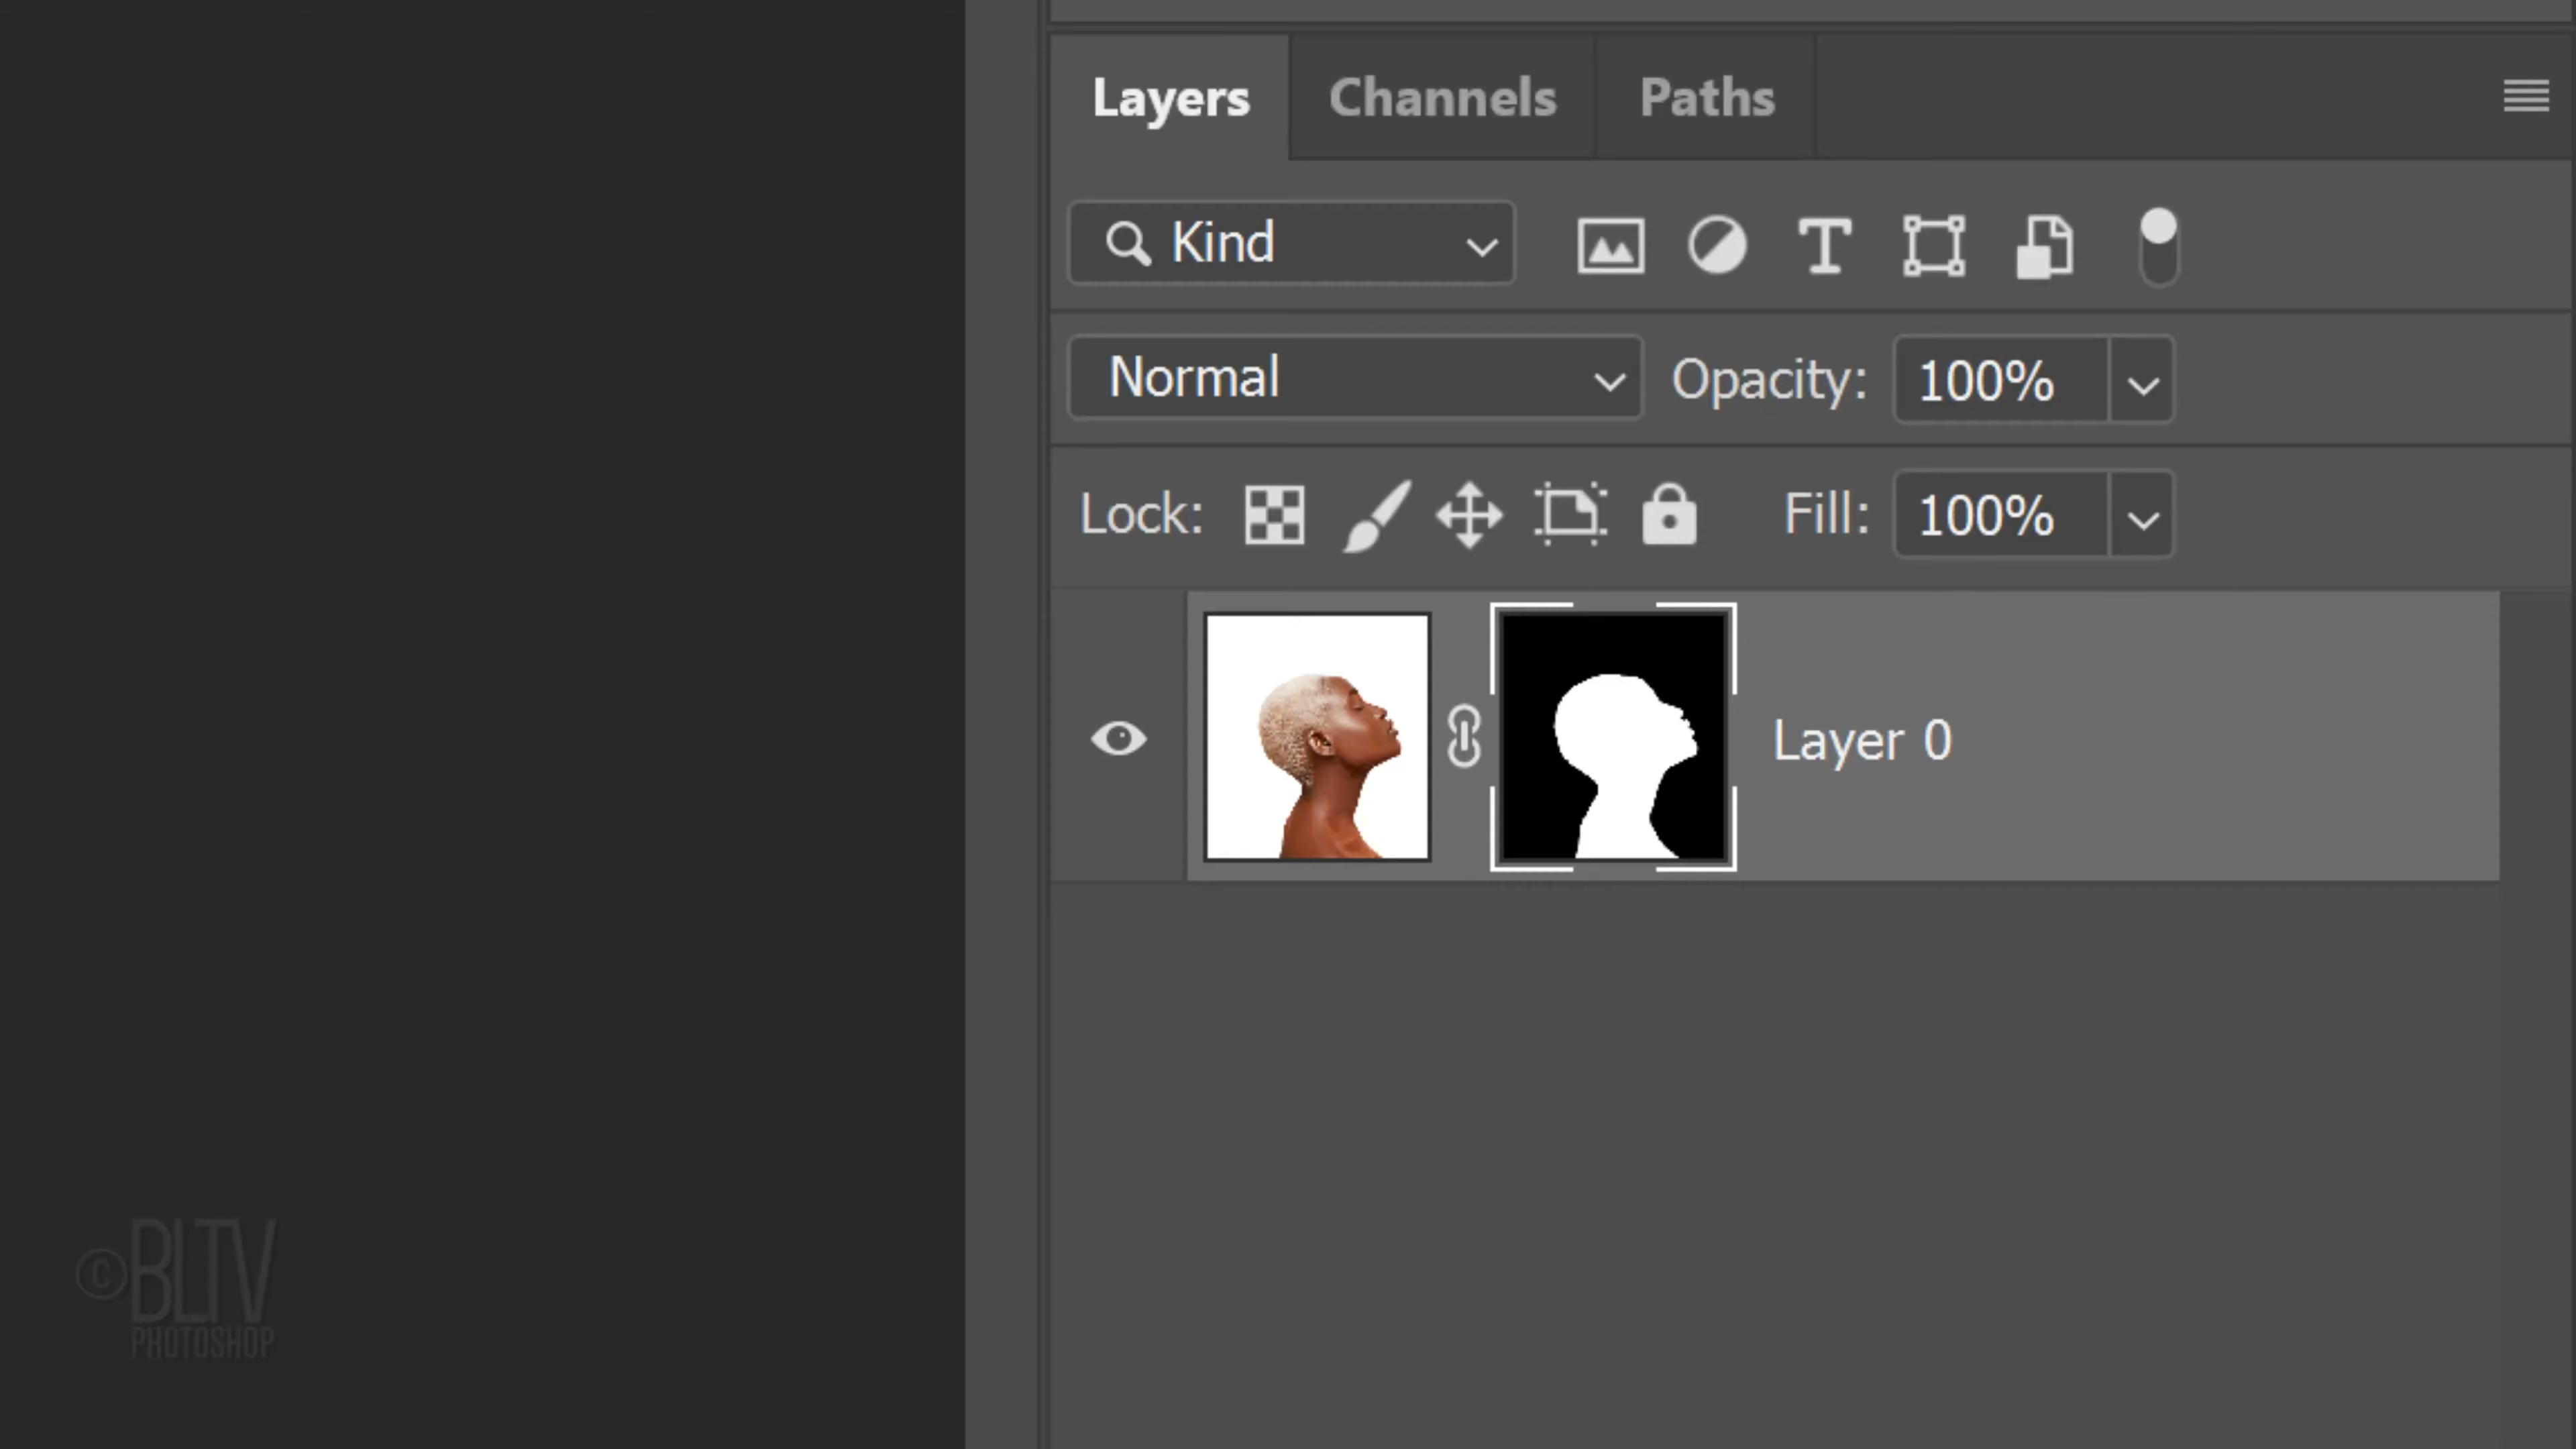 Layers Channels Paths
Kind
Normal Opacity: 100%
Lock: Fill: 100%
Layer 0
©BLTV
PHOTOSHOP